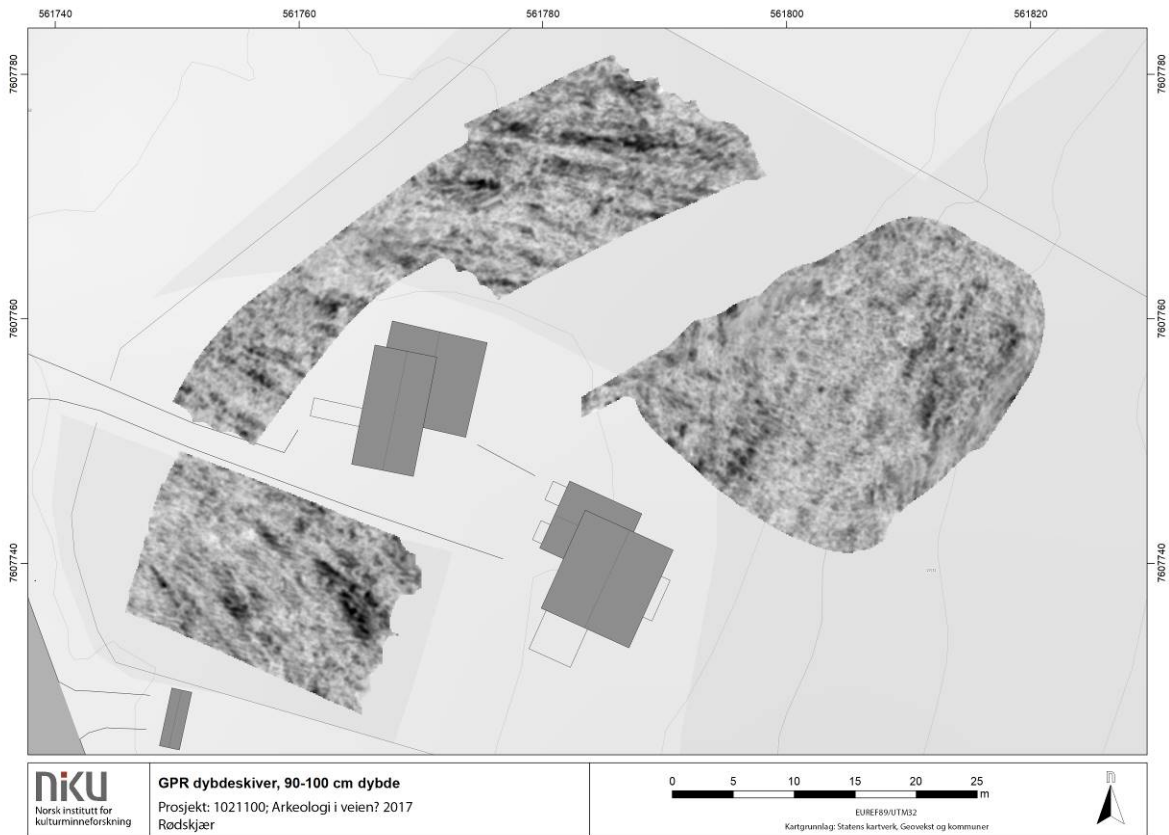 561740 561760 561780 561800 561820
7607780 7607780
7607760 7607760
7607740 7607740
niku
Norsk institutt for
kulturminneforskning
GPR dybdeskiver, 90-100 cm dybde
Prosjekt: 1021100; Arkeologi i veien? 2017
Rødskjær
0 5 10 15 20 25
m
EUREF89/UTM32
Kartgrunnlag: Statens kartverk, Geovekst og kommuner
n